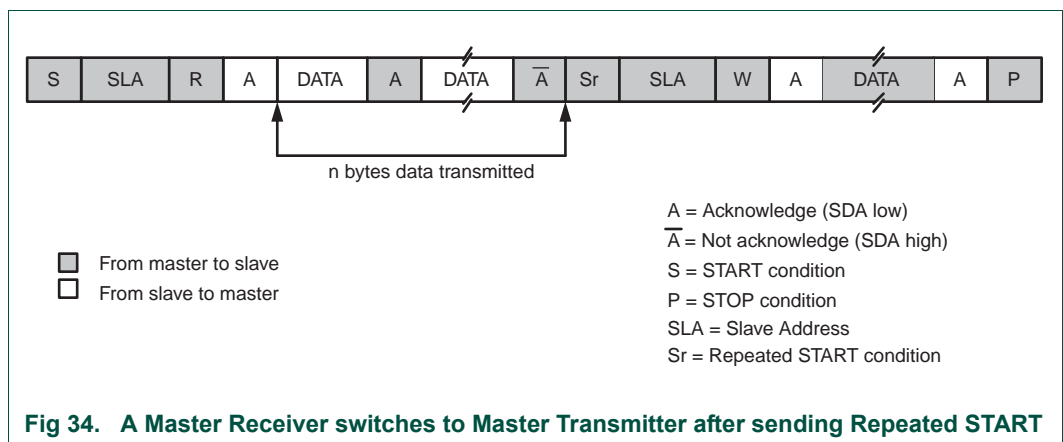 S SLA R A DATA A DATA A̅ Sr SLA W A DATA A P
n bytes data transmitted
From master to slave
From slave to master
A = Acknowledge (SDA low)
A̅ = Not acknowledge (SDA high)
S = START condition
P = STOP condition
SLA = Slave Address
Sr = Repeated START condition
Fig 34. A Master Receiver switches to Master Transmitter after sending Repeated START